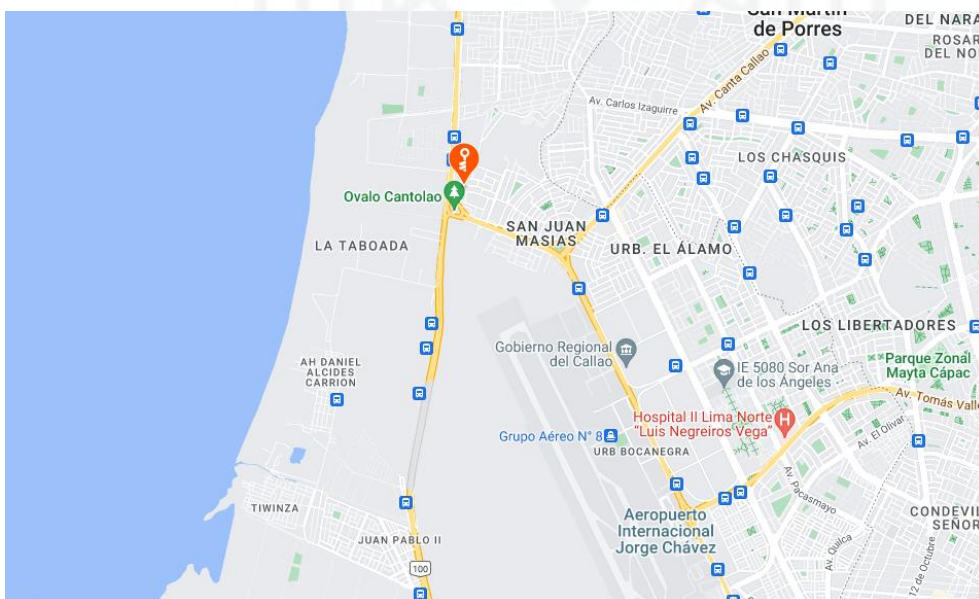 San Martín
de Porres
DEL NARA
ROSAR
DEL NO
Av. Canta Callao
Av. Carlos Izaguirre
LOS CHASQUIS
Ovalo Cantolao
SAN JUAN
MASIAS
LA TABOADA
URB. EL ÁLAMO
LOS LIBERTADORES
Gobierno Regional
del Callao
AH DANIEL
ALCIDES
CARRION
IE 5080 Sor Ana
de los Ángeles
Parque Zonal
Mayta Cápac
Av. Tomás Valle
Hospital II Lima Norte
"Luis Negreiros Vega"
Grupo Aéreo N° 8
Av. El Olivar
URB BOCANEGRA
Av. Pacasmayo
TIWINZA
Aeropuerto
Internacional
Jorge Chávez
CONDEVIL
SEÑOR
JUAN PABLO II
Av. Quilca
12 de Octubre
100